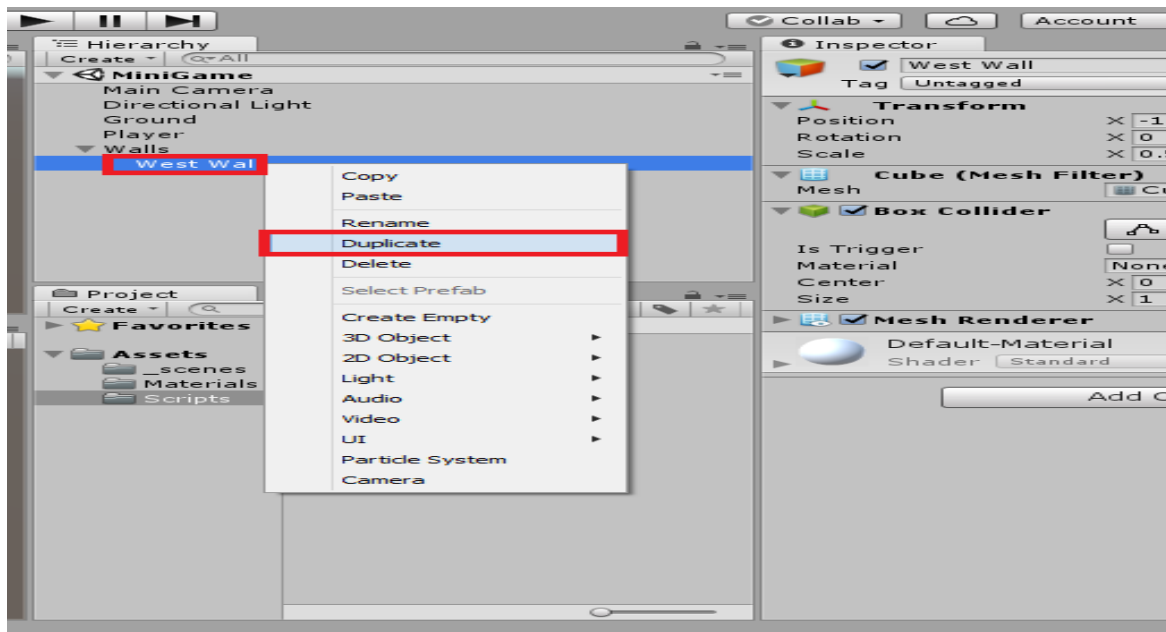 Collab
Account
Hierarchy
Create
All
MiniGame
Main Camera
Directional Light
Ground
Player
Walls
West Wal
Copy
Paste
Rename
Duplicate
Delete
Select Prefab
Create Empty
3D Object
2D Object
Light
Audio
Video
UI
Particle System
Camera
Project
Create
Favorites
Assets
_scenes
Materials
Scripts
Inspector
West Wall
Tag Untagged
Transform
Position X -1
Rotation X 0
Scale X 0.
Cube (Mesh Filter)
Mesh
Box Collider
Is Trigger
Material None
Center X 0
Size X 1
Mesh Renderer
Default-Material
Shader Standard
Add